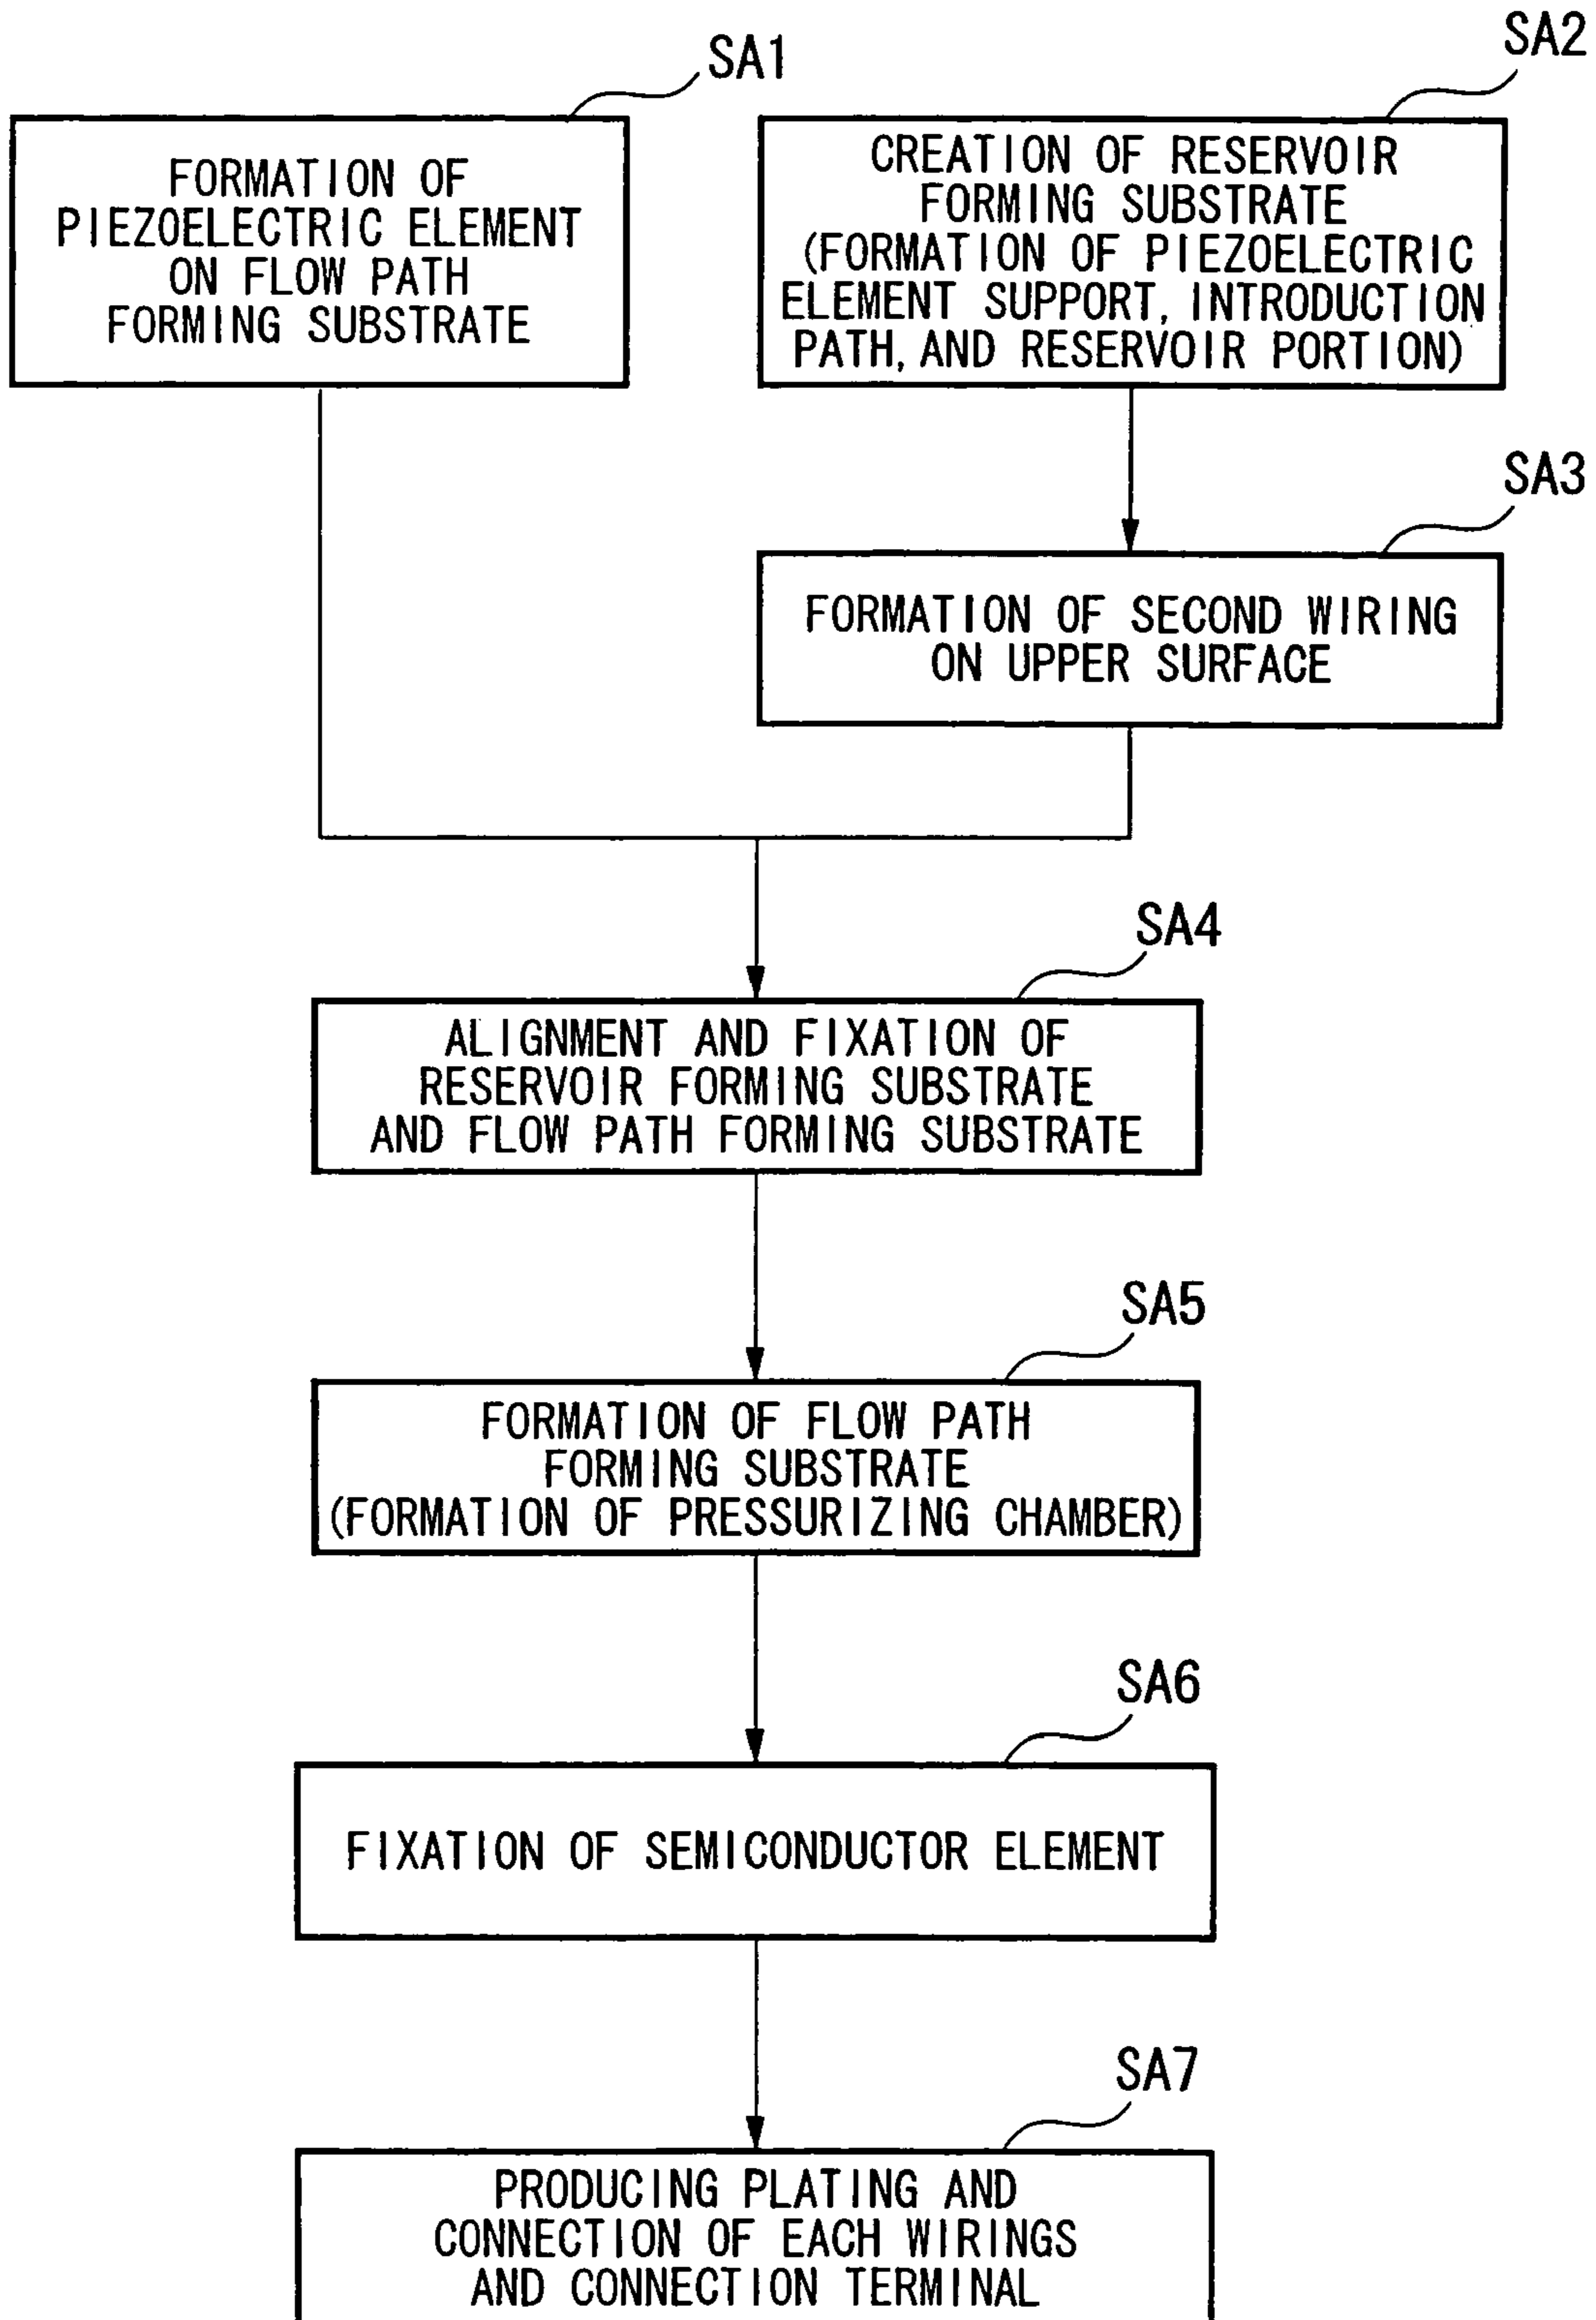 SA1
FORMATION OF
PIEZOELECTRIC ELEMENT
ON FLOW PATH
FORMING SUBSTRATE
SA2
CREATION OF RESERVOIR
FORMING SUBSTRATE
(FORMATION OF PIEZOELECTRIC
ELEMENT SUPPORT, INTRODUCTION
PATH, AND RESERVOIR PORTION)
SA3
FORMATION OF SECOND WIRING
ON UPPER SURFACE
SA4
ALIGNMENT AND FIXATION OF
RESERVOIR FORMING SUBSTRATE
AND FLOW PATH FORMING SUBSTRATE
SA5
FORMATION OF FLOW PATH
FORMING SUBSTRATE
(FORMATION OF PRESSURIZING CHAMBER)
SA6
FIXATION OF SEMICONDUCTOR ELEMENT
SA7
PRODUCING PLATING AND
CONNECTION OF EACH WIRINGS
AND CONNECTION TERMINAL